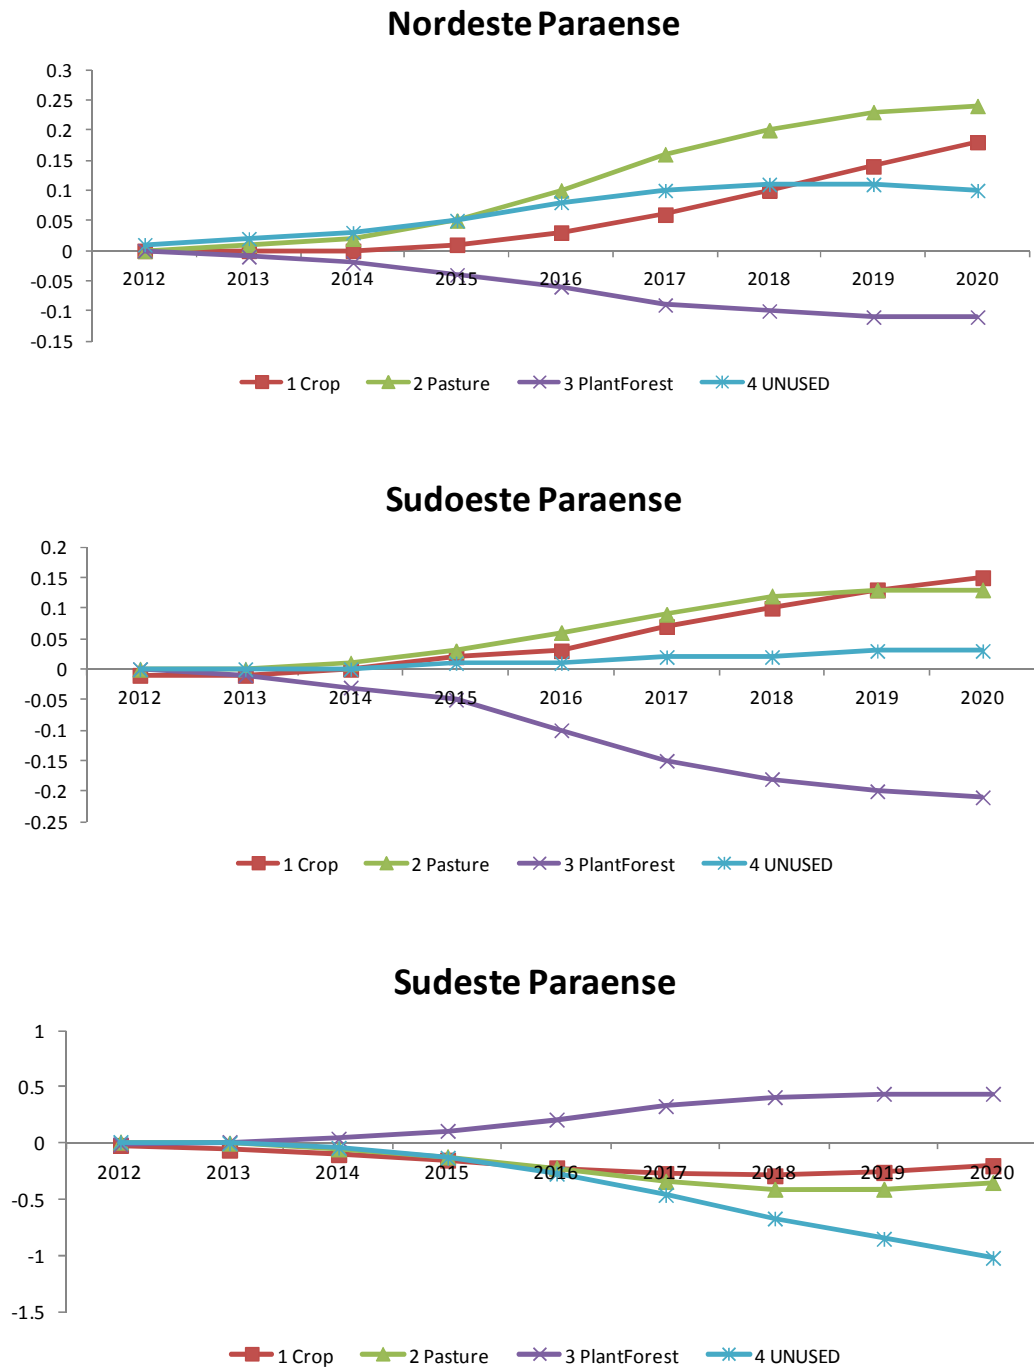 Nordeste Paraense
0.3
0.25
0.2
0.15
0.1
0.05
0
-0.05
-0.1
-0.15
2012 2013 2014 2015 2016 2017 2018 2019 2020
1 Crop 2 Pasture 3 PlantForest 4 UNUSED
Sudoeste Paraense
0.2
0.15
0.1
0.05
0
-0.05
-0.1
-0.15
-0.2
-0.25
2012 2013 2014 2015 2016 2017 2018 2019 2020
1 Crop 2 Pasture 3 PlantForest 4 UNUSED
Sudeste Paraense
1
0.5
0
-0.5
-1
-1.5
2012 2013 2014 2015 2016 2017 2018 2019 2020
1 Crop 2 Pasture 3 PlantForest 4 UNUSED